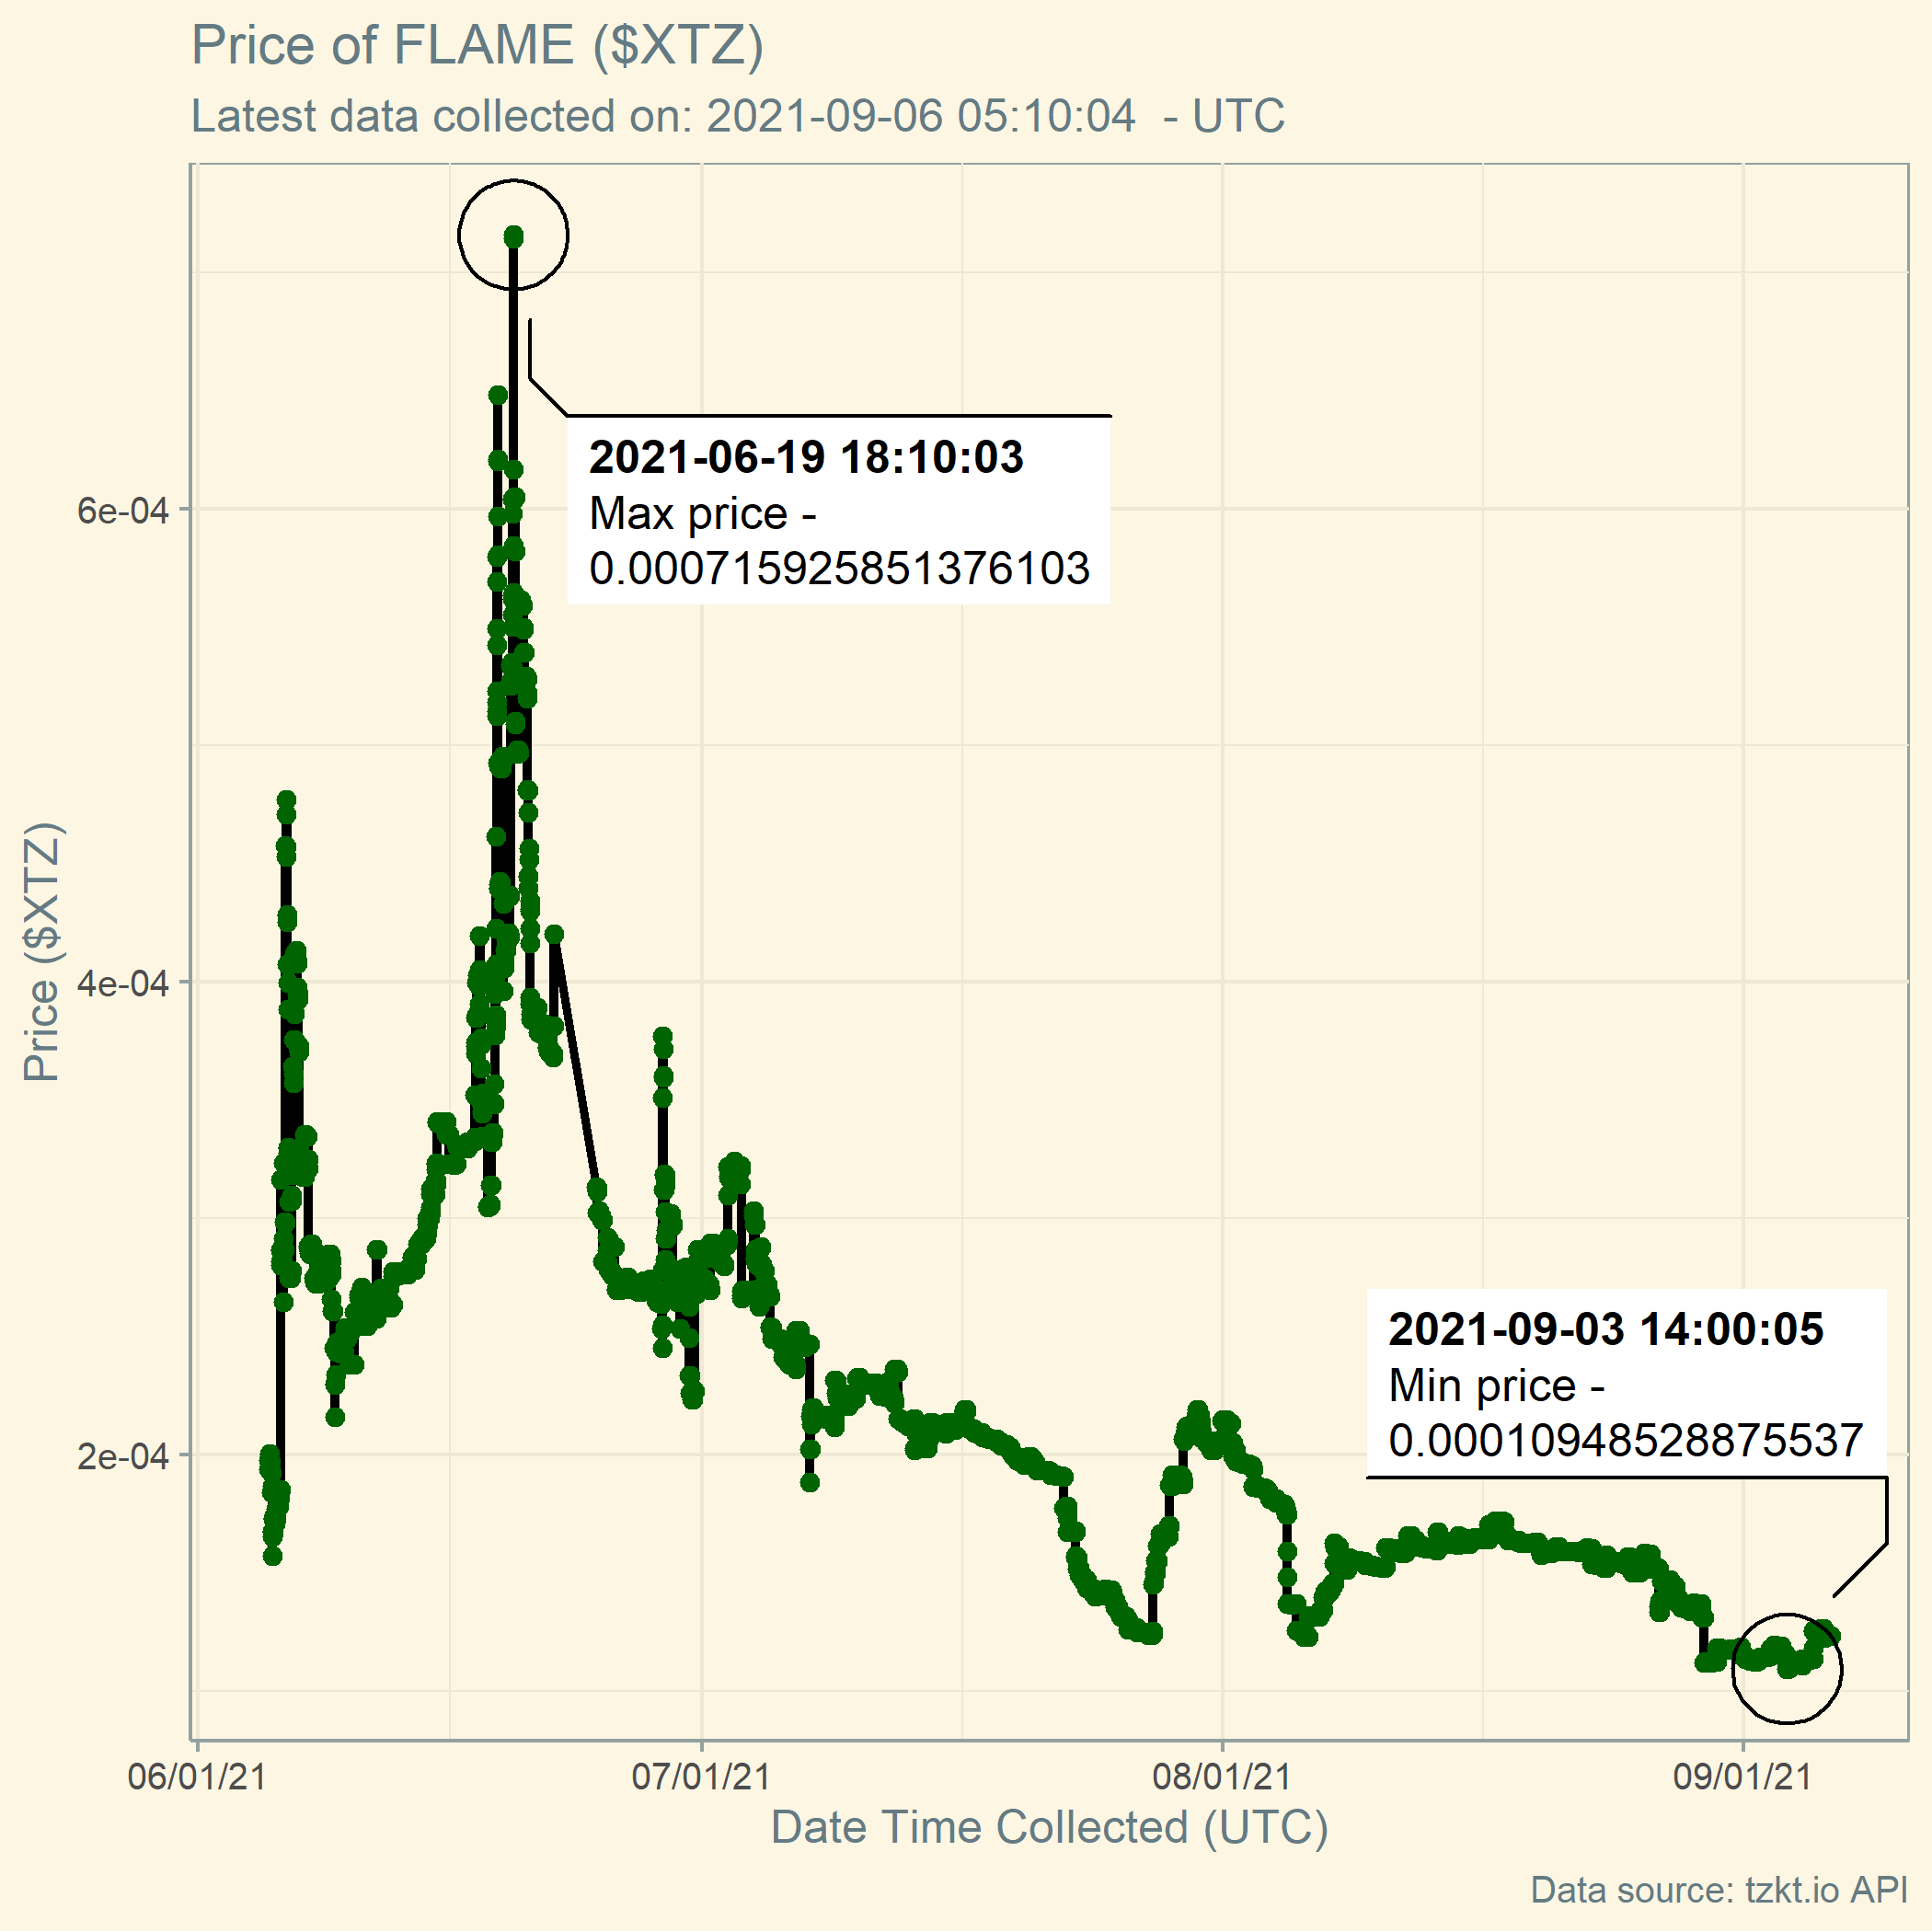 Price of FLAME ($XTZ)
Latest data collected on: 2021-09-06 05:10:04  - UTC
2021-06-19 18:10:03
Max price -
0.000715925851376103
6e-04
4e-04
2e-04
Price ($XTZ)
2021-09-03 14:00:05
Min price -
0.00010948528875537
06/01/21
07/01/21
08/01/21
09/01/21
Date Time Collected (UTC)
Data source: tzkt.io API